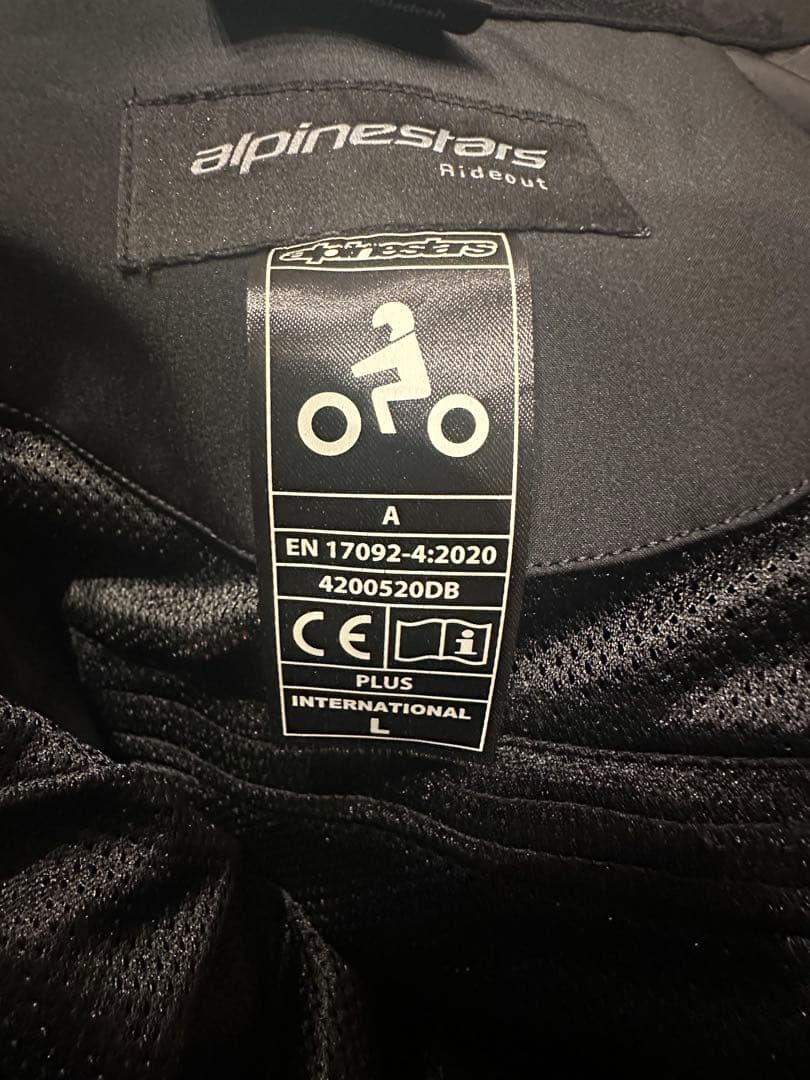 alpinestars
Rideout
alpinestars
A
EN 17092-4:2020
4200520DB
CE
i
PLUS
INTERNATIONAL
L